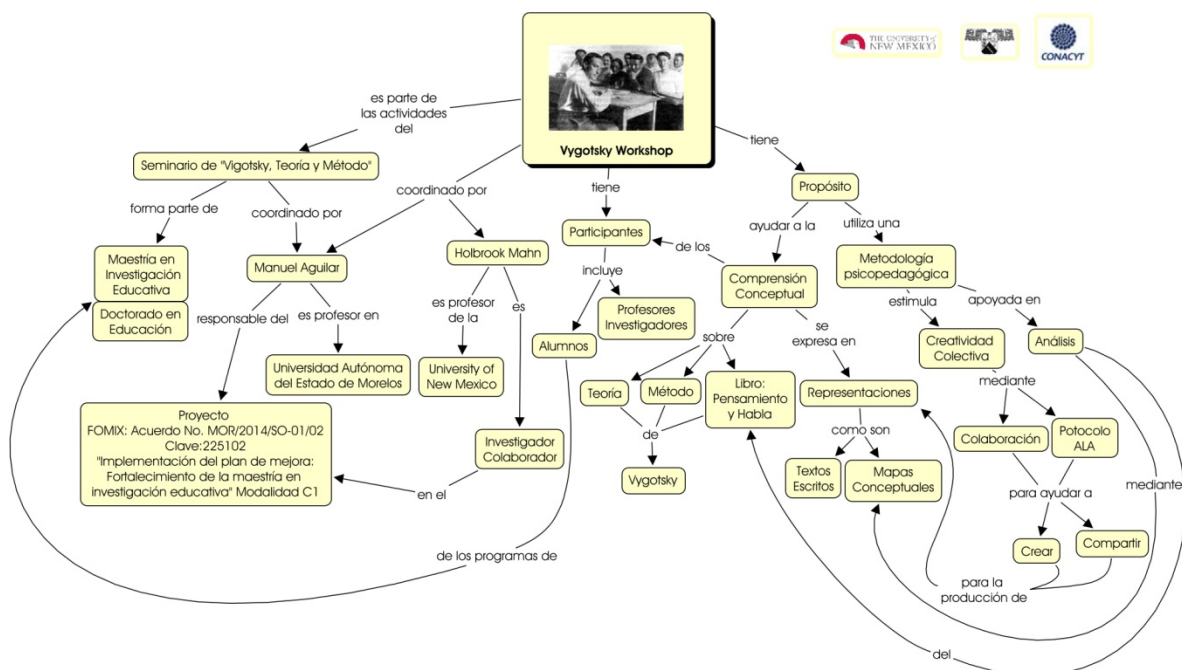 THE UNIVERSITY of
NEW MEXICO
CONACYT
Vygotsky Workshop
es parte de
las actividades
del
tiene
Seminario de "Vigotsky, Teoría y Método"
coordinado por
tiene
Propósito
forma parte de
coordinado por
ayudar a la
utiliza una
Participantes
de los
Maestría en
Investigación
Educativa
Doctorado en
Educación
Manuel Aguilar
Holbrook Mahn
incluye
Comprensión
Conceptual
Metodología
psicopedagógica
responsable del
es profesor en
es profesor
de la
es
Profesores
Investigadores
estimula
apoyada en
Alumnos
sobre
se
expresa en
Creatividad
Colectiva
Análisis
Universidad Autónoma
del Estado de Morelos
University of
New Mexico
Teoría
Método
Libro:
Pensamiento
y Habla
Representaciones
mediante
Proyecto
FOMIX: Acuerdo No. MOR/2014/SO-01/02
Clave:225102
"Implementación del plan de mejora:
Fortalecimiento de la maestría en
investigación educativa" Modalidad C1
Investigador
Colaborador
de
como son
Colaboración
Potocolo
ALA
en el
Vygotsky
Textos
Escritos
Mapas
Conceptuales
para ayudar a
mediante
Crear
Compartir
de los programas de
para la
producción de
del